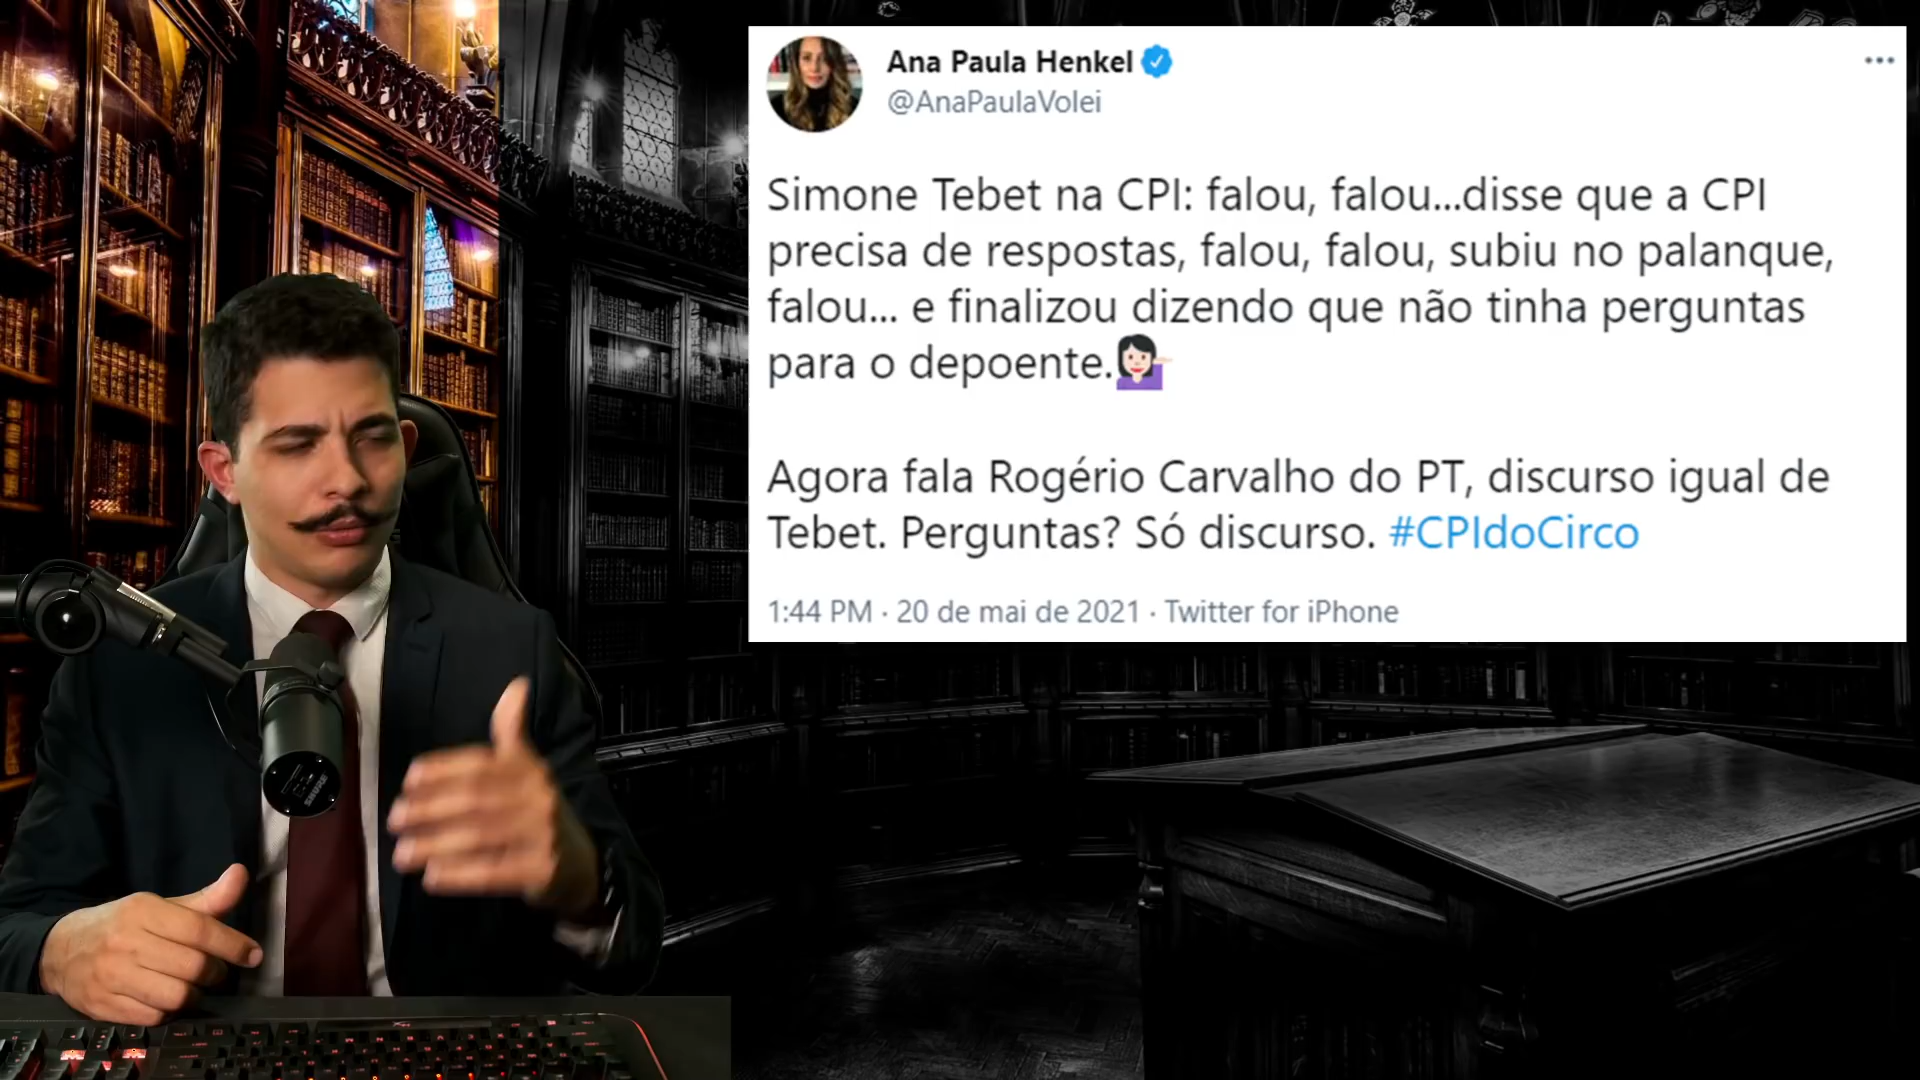 Ana Paula Henkel
@AnaPaulaVolei
Simone Tebet na CPI: falou, falou...disse que a CPI
precisa de respostas, falou, falou, subiu no palanque,
falou... e finalizou dizendo que não tinha perguntas
para o depoente.💁🏻‍♀️
Agora fala Rogério Carvalho do PT, discurso igual de
Tebet. Perguntas? Só discurso. #CPIdoCirco
1:44 PM · 20 de mai de 2021 · Twitter for iPhone
SHURE